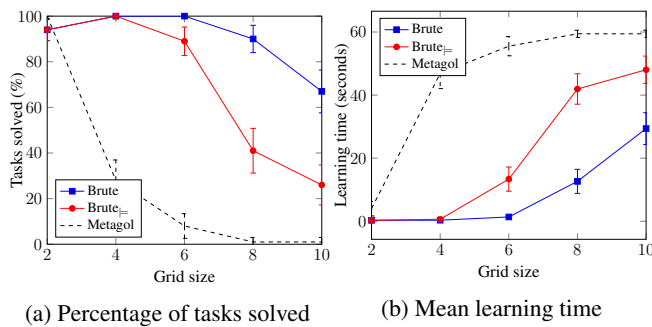 100
80
60
40
20
0
Tasks solved (%)
Brute
Brute|=
Metagol
2 4 6 8 10
Grid size
(a) Percentage of tasks solved
60
40
20
0
Learning time (seconds)
Brute
Brute|=
Metagol
2 4 6 8 10
Grid size
(b) Mean learning time